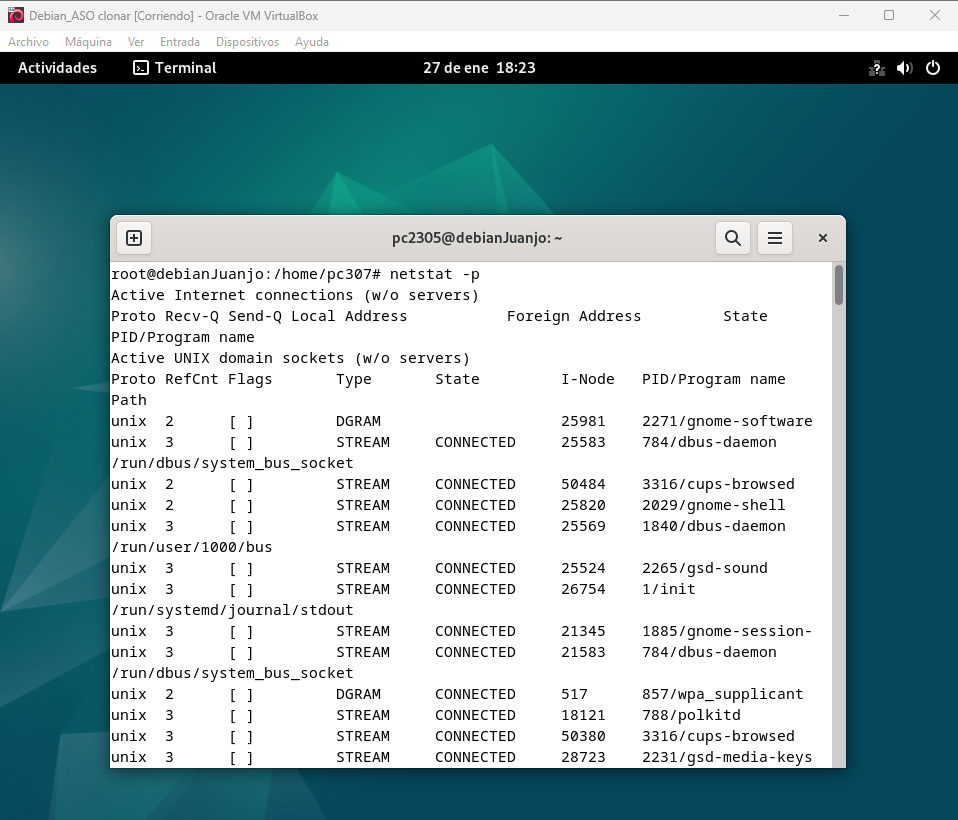 Debian_ASO clonar [Corriendo] - Oracle VM VirtualBox
Archivo Máquina Ver Entrada Dispositivos Ayuda
Actividades Terminal 27 de ene 18:23
pc2305@debianJuanjo: ~
root@debianJuanjo:/home/pc307# netstat -p
Active Internet connections (w/o servers)
Proto Recv-Q Send-Q Local Address Foreign Address State
PID/Program name
Active UNIX domain sockets (w/o servers)
Proto RefCnt Flags Type State I-Node PID/Program name
Path
unix 2 [ ] DGRAM 25981 2271/gnome-software
unix 3 [ ] STREAM CONNECTED 25583 784/dbus-daemon
/run/dbus/system_bus_socket
unix 2 [ ] STREAM CONNECTED 50484 3316/cups-browsed
unix 2 [ ] STREAM CONNECTED 25820 2029/gnome-shell
unix 3 [ ] STREAM CONNECTED 25569 1840/dbus-daemon
/run/user/1000/bus
unix 3 [ ] STREAM CONNECTED 25524 2265/gsd-sound
unix 3 [ ] STREAM CONNECTED 26754 1/init
/run/systemd/journal/stdout
unix 3 [ ] STREAM CONNECTED 21345 1885/gnome-session-
unix 3 [ ] STREAM CONNECTED 21583 784/dbus-daemon
/run/dbus/system_bus_socket
unix 2 [ ] DGRAM CONNECTED 517 857/wpa_supplicant
unix 3 [ ] STREAM CONNECTED 18121 788/polkitd
unix 3 [ ] STREAM CONNECTED 50380 3316/cups-browsed
unix 3 [ ] STREAM CONNECTED 28723 2231/gsd-media-keys